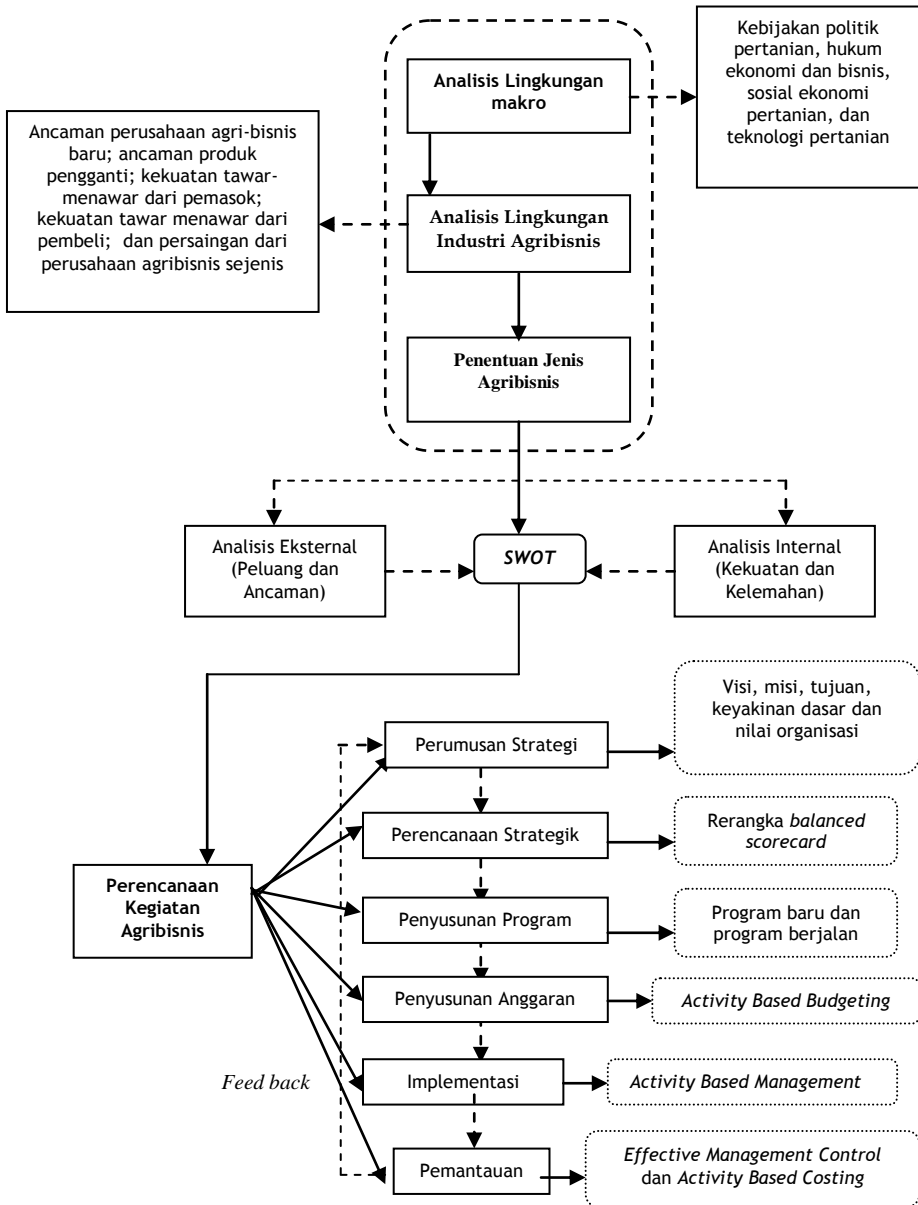 Kebijakan politik
pertanian, hukum
ekonomi dan bisnis,
sosial ekonomi
pertanian, dan
teknologi pertanian
Analisis Lingkungan
makro
Ancaman perusahaan agri-bisnis
baru; ancaman produk
pengganti; kekuatan tawar-
menawar dari pemasok;
kekuatan tawar menawar dari
pembeli; dan persaingan dari
perusahaan agribisnis sejenis
Analisis Lingkungan
Industri Agribisnis
Penentuan Jenis
Agribisnis
Analisis Eksternal
(Peluang dan
Ancaman)
SWOT
Analisis Internal
(Kekuatan dan
Kelemahan)
Visi, misi, tujuan,
keyakinan dasar dan
nilai organisasi
Perumusan Strategi
Perencanaan Strategik
Rerangka balanced
scorecard
Perencanaan
Kegiatan
Agribisnis
Penyusunan Program
Program baru dan
program berjalan
Penyusunan Anggaran
Activity Based Budgeting
Feed back
Implementasi
Activity Based Management
Pemantauan
Effective Management Control
dan Activity Based Costing